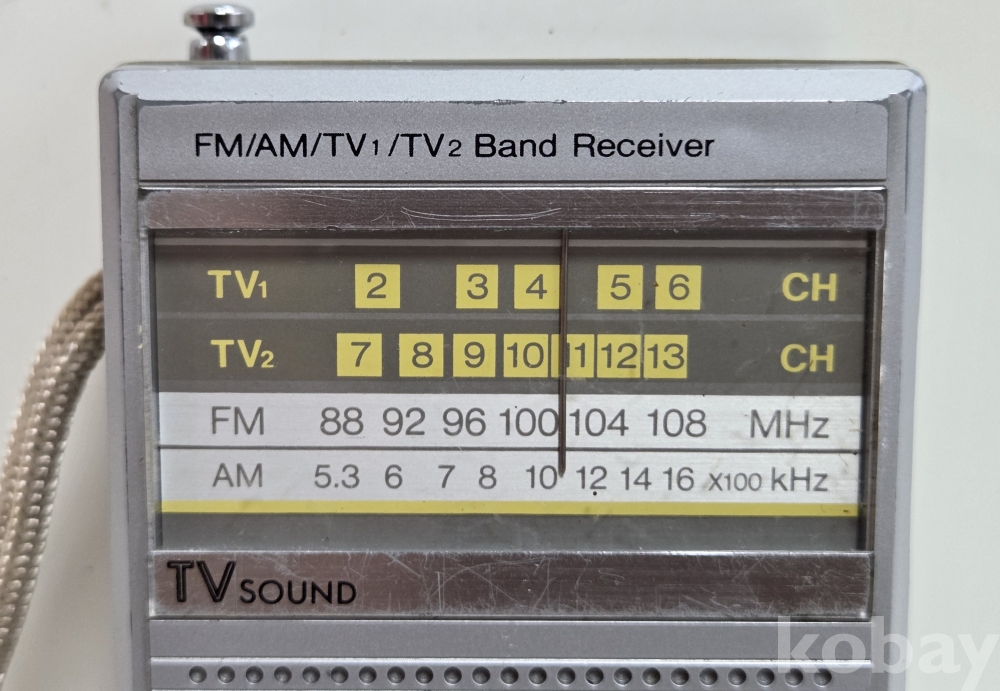 FM/AM/TV1/TV2 Band Receiver
TV1 2 3 4 5 6 CH
TV2 7 8 9 10 11 12 13 CH
FM 88 92 96 100 104 108 MHz
AM 5.3 6 7 8 10 12 14 16 X100 kHz
TV SOUND
kobay